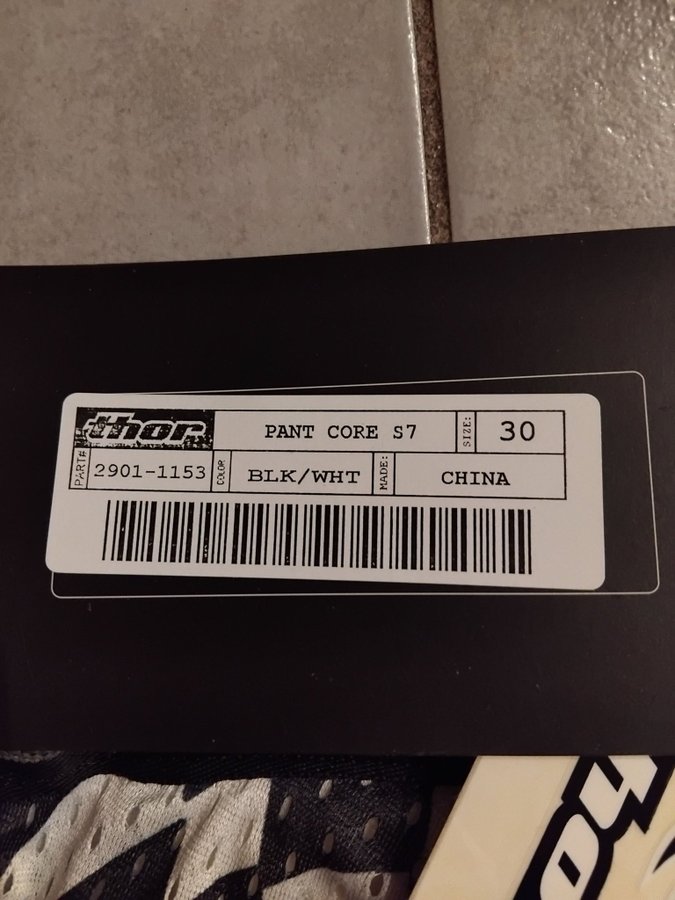 thor
PANT CORE S7
SIZE:
30
PART#
2901-1153
COLOR
BLK/WHT
MADE:
CHINA